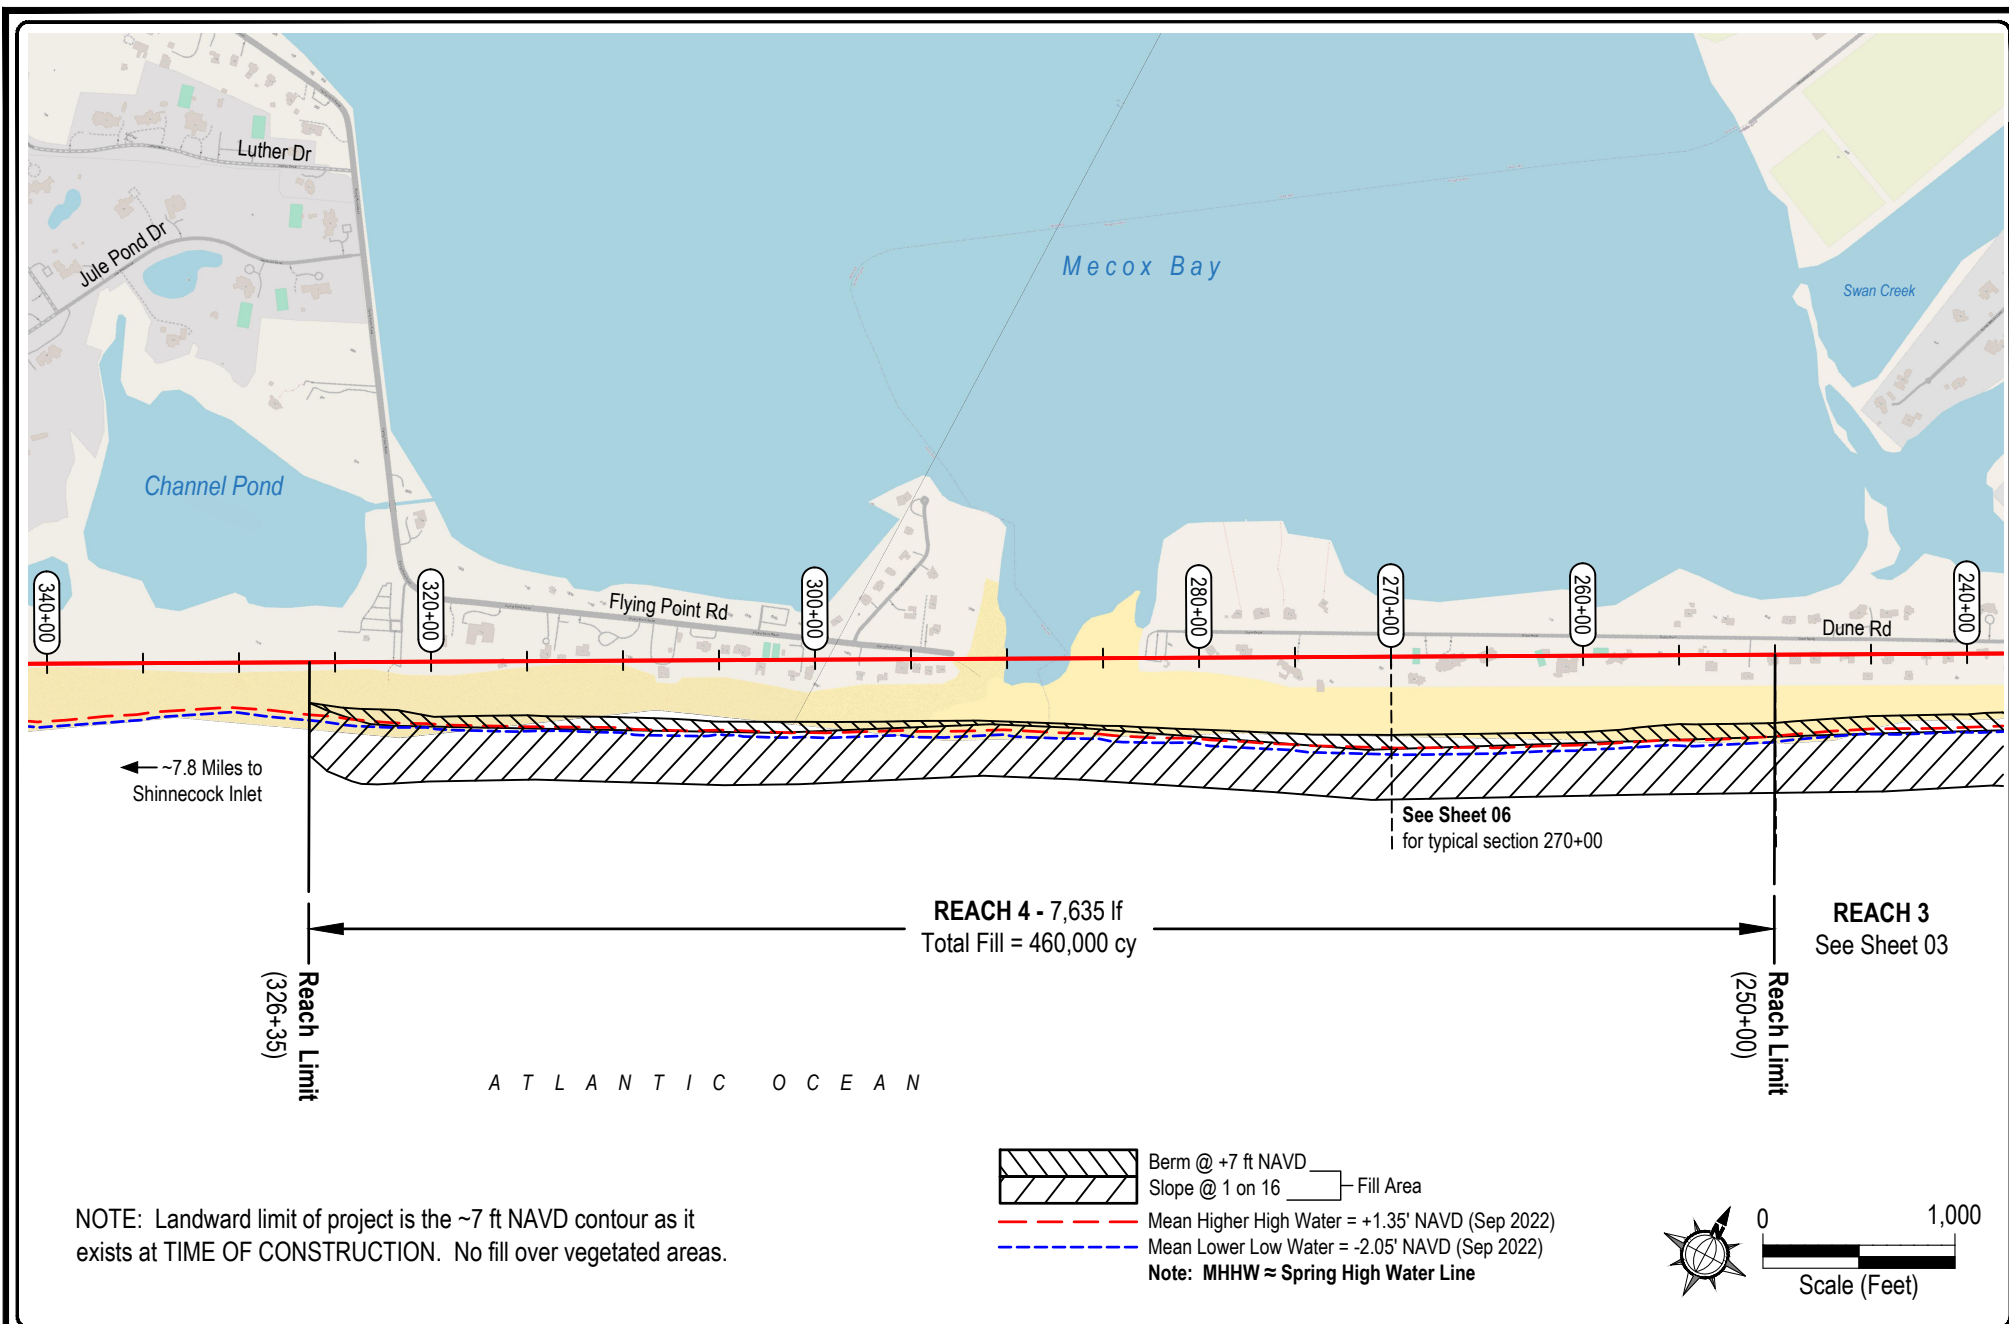 Luther Dr
Jule Pond Dr
Mecox Bay
Swan Creek
Channel Pond
340+00
320+00
300+00
280+00
270+00
260+00
240+00
Flying Point Rd
Dune Rd
~7.8 Miles to
Shinnecock Inlet
See Sheet 06
for typical section 270+00
REACH 4 - 7,635 lf
Total Fill = 460,000 cy
REACH 3
See Sheet 03
Reach Limit
(326+35)
Reach Limit
(250+00)
ATLANTIC OCEAN
Berm @ +7 ft NAVD
Slope @ 1 on 16
Fill Area
Mean Higher High Water = +1.35' NAVD (Sep 2022)
Mean Lower Low Water = -2.05' NAVD (Sep 2022)
Note: MHHW ≈ Spring High Water Line
NOTE: Landward limit of project is the ~7 ft NAVD contour as it
exists at TIME OF CONSTRUCTION. No fill over vegetated areas.
N
0 1,000
Scale (Feet)